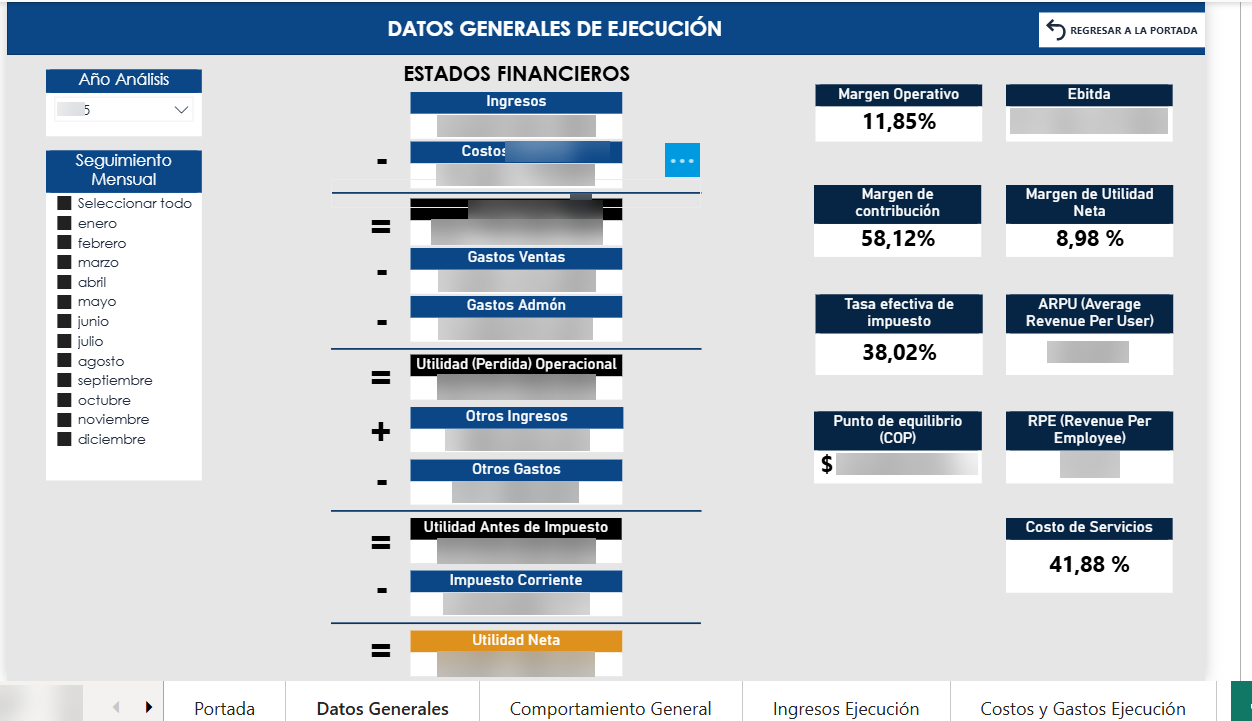 DATOS GENERALES DE EJECUCIÓN
REGRESAR A LA PORTADA
Año Análisis
5
Seguimiento
Mensual
Seleccionar todo
enero
febrero
marzo
abril
mayo
junio
julio
agosto
septiembre
octubre
noviembre
diciembre
ESTADOS FINANCIEROS
Ingresos
-
Costos
=
-
Gastos Ventas
-
Gastos Admón
=
Utilidad (Perdida) Operacional
+
Otros Ingresos
-
Otros Gastos
=
Utilidad Antes de Impuesto
-
Impuesto Corriente
=
Utilidad Neta
Margen Operativo
11,85%
Ebitda
Margen de
contribución
58,12%
Margen de Utilidad
Neta
8,98 %
Tasa efectiva de
impuesto
38,02%
ARPU (Average
Revenue Per User)
Punto de equilibrio
(COP)
$
RPE (Revenue Per
Employee)
Costo de Servicios
41,88 %
Portada
Datos Generales
Comportamiento General
Ingresos Ejecución
Costos y Gastos Ejecución